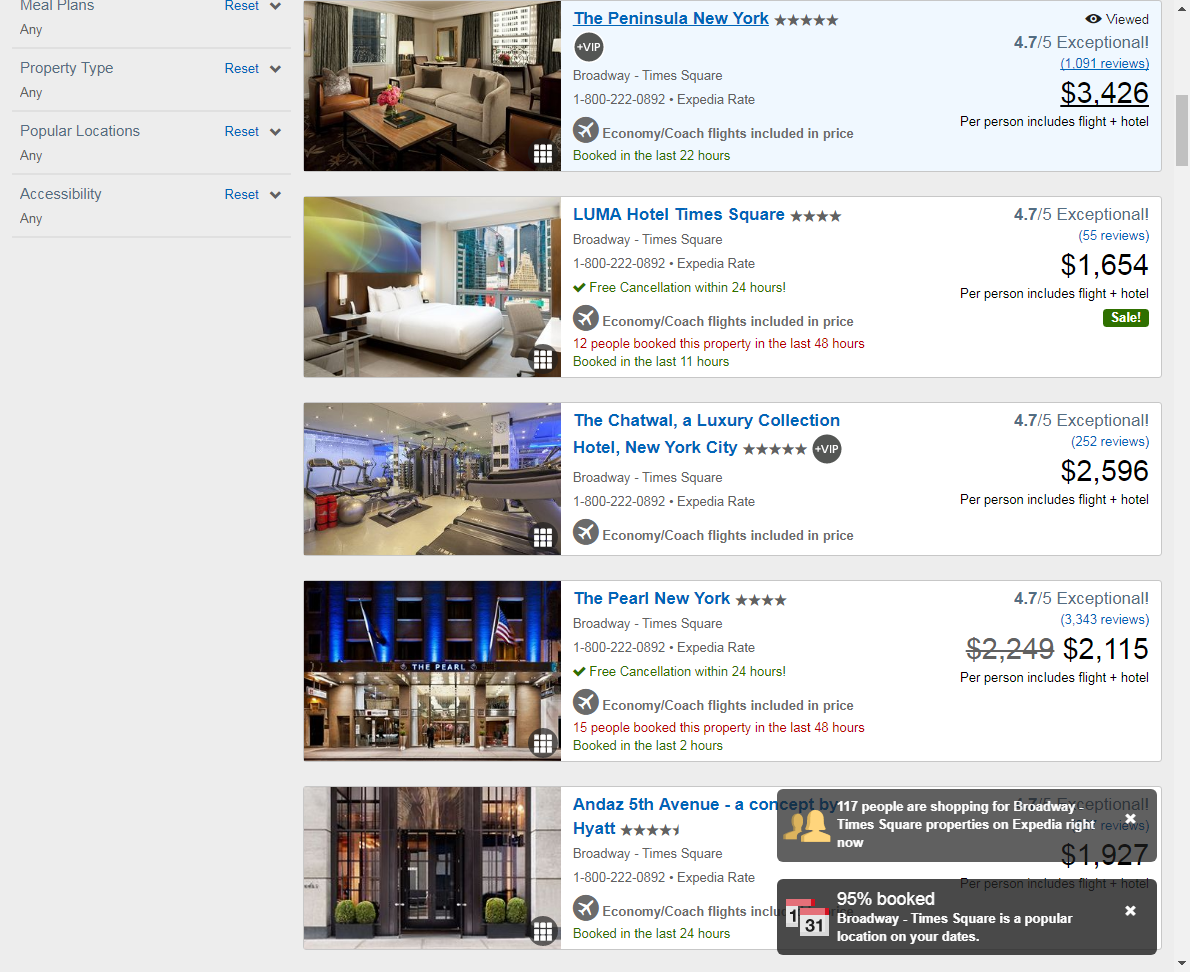 Meal Plans
Reset
Any
Property Type
Reset
Any
Popular Locations
Reset
Any
Accessibility
Reset
Any
The Peninsula New York
+VIP
Broadway - Times Square
1-800-222-0892 • Expedia Rate
Economy/Coach flights included in price
Booked in the last 22 hours
Viewed
4.7/5 Exceptional!
(1,091 reviews)
$3,426
Per person includes flight + hotel
LUMA Hotel Times Square
Broadway - Times Square
1-800-222-0892 • Expedia Rate
Free Cancellation within 24 hours!
Economy/Coach flights included in price
12 people booked this property in the last 48 hours
Booked in the last 11 hours
4.7/5 Exceptional!
(55 reviews)
$1,654
Per person includes flight + hotel
Sale!
The Chatwal, a Luxury Collection
Hotel, New York City +VIP
Broadway - Times Square
1-800-222-0892 • Expedia Rate
Economy/Coach flights included in price
4.7/5 Exceptional!
(252 reviews)
$2,596
Per person includes flight + hotel
THE PEARL
The Pearl New York
Broadway - Times Square
1-800-222-0892 • Expedia Rate
Free Cancellation within 24 hours!
Economy/Coach flights included in price
15 people booked this property in the last 48 hours
Booked in the last 2 hours
4.7/5 Exceptional!
(3,343 reviews)
$2,249 $2,115
Per person includes flight + hotel
Andaz 5th Avenue - a concept by
Hyatt
Broadway - Times Square
1-800-222-0892 • Expedia Rate
Economy/Coach flights
Booked in the last 24 hours
Exceptional!
reviews)
$1,927
Per person includes flight + hotel
117 people are shopping for Broadway -
Times Square properties on Expedia right
now
1
31
95% booked
Broadway - Times Square is a popular
location on your dates.